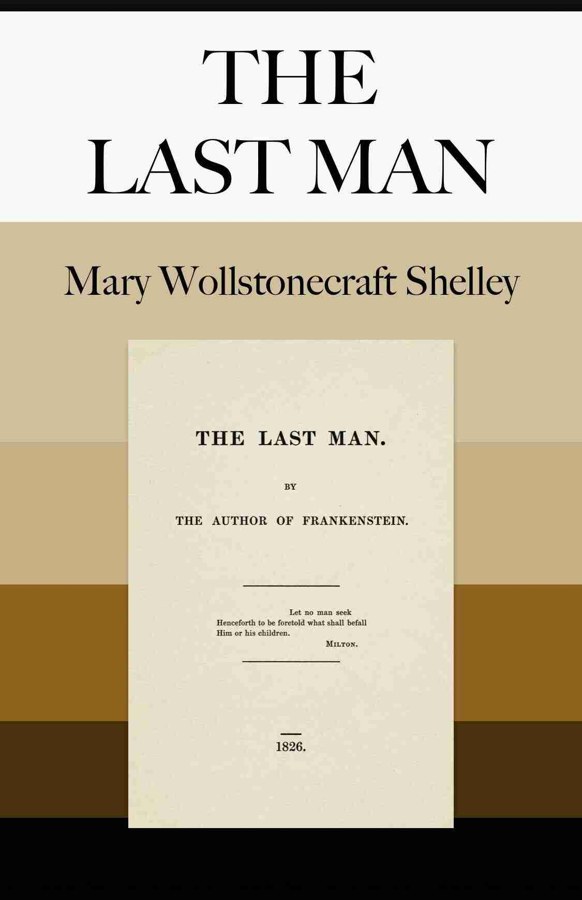 THE
LAST MAN
Mary Wollstonecraft Shelley
THE LAST MAN.
BY
THE AUTHOR OF FRANKENSTEIN.
Let no man seek
Henceforth to be foretold what shall befall
Him or his children.
MILTON.
1826.